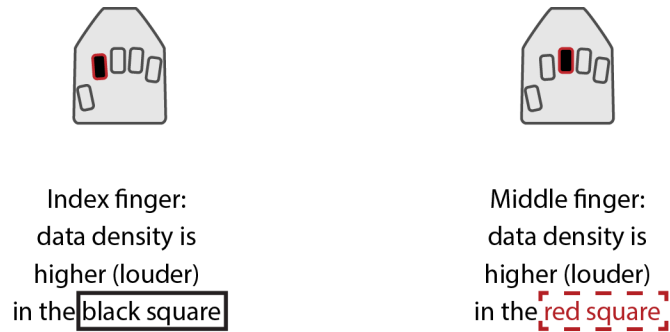 Index finger:
data density is
higher (louder)
in the black square
Middle finger:
data density is
higher (louder)
in the red square